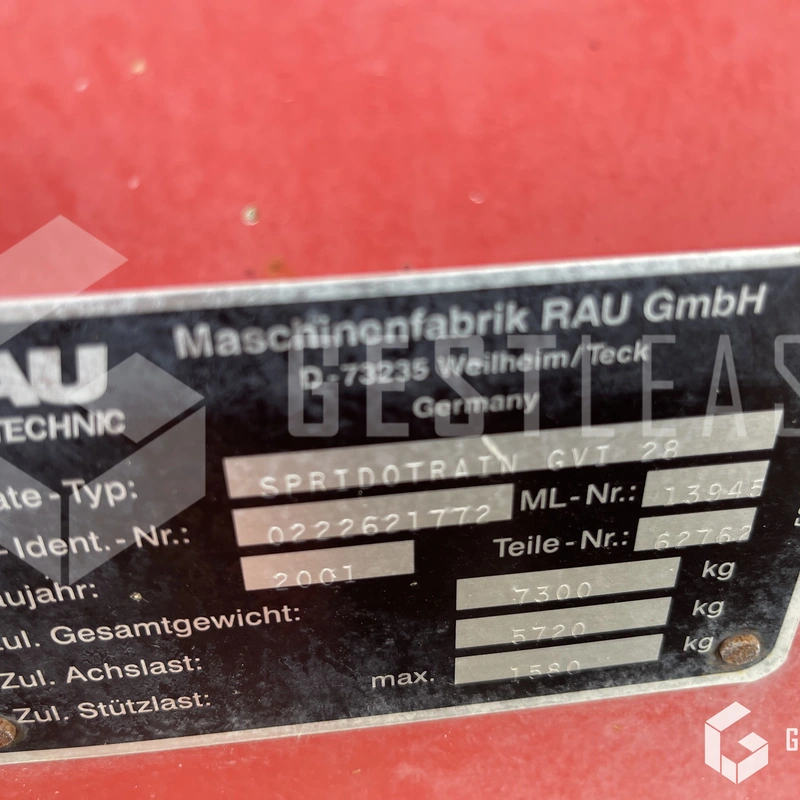 AU
TECHNIC
Maschinenfabrik RAU GmbH
D-73235 Weilheim/Teck
Germany
GESTLEAS
ate-Typ: SPRIDOTRAIN GVT 28
-Ident.-Nr.: 0222621772 ML-Nr.: 13945
aujahr: 2001 Teile-Nr.: 62762
zul. Gesamtgewicht: 7300 kg
Zul. Achslast: 5720 kg
Zul. Stützlast: max. 1580 kg
G